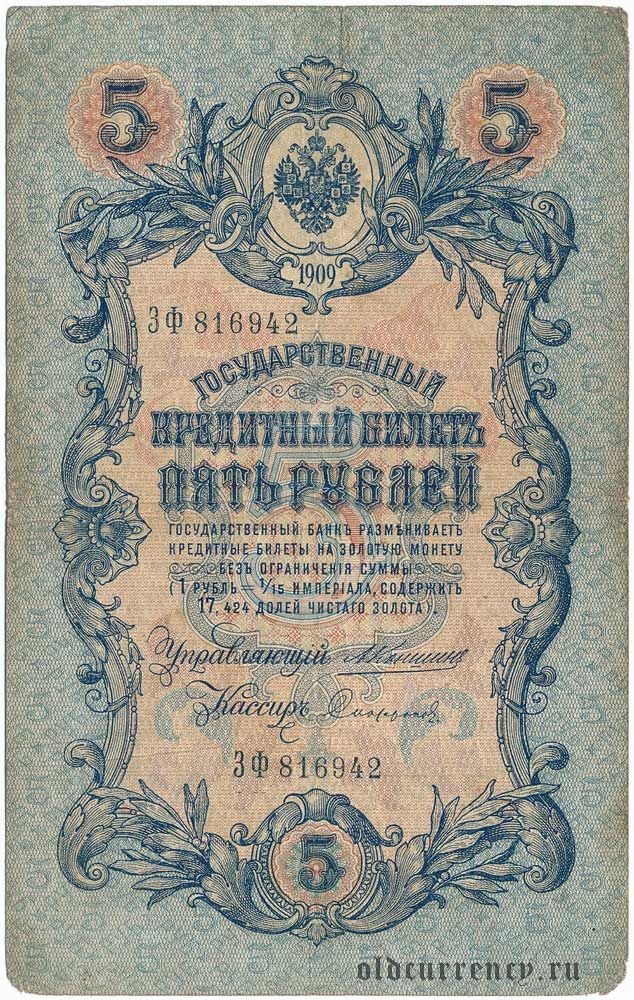 5 5
1909
ЗФ 816942
ГОСУДАРСТВЕННЫЙ
КРЕДИТНЫЙ БИЛЕТЪ
ПЯТЬ РУБЛЕЙ
5
ГОСУДАРСТВЕННЫЙ БАНКЪ РАЗМѢНИВАЕТЪ
КРЕДИТНЫЕ БИЛЕТЫ НА ЗОЛОТУЮ МОНЕТУ
БЕЗЪ ОГРАНИЧЕНІЯ СУММЫ
(1 РУБЛЬ — 1/15 ИМПЕРІАЛА, СОДЕРЖИТЪ
17,424 ДОЛЕЙ ЧИСТАГО ЗОЛОТА).
Управляющій
Кассиръ
ЗФ 816942
5
oldcurrency.ru